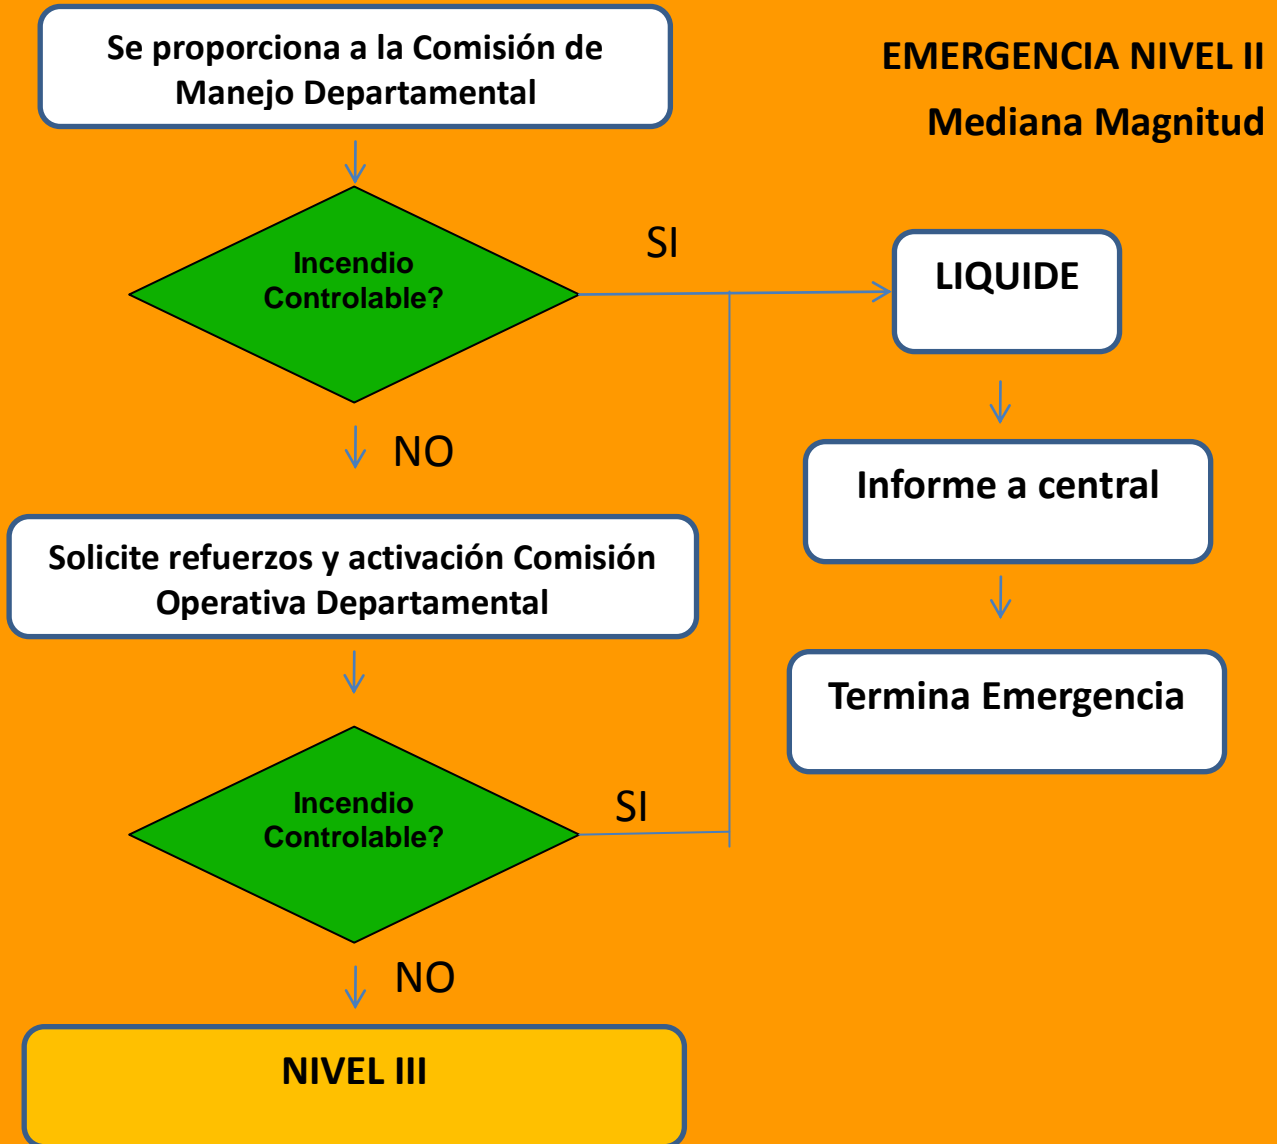 Se proporciona a la Comisión de
Manejo Departamental
EMERGENCIA NIVEL II
Mediana Magnitud
Incendio
Controlable?
SI
LIQUIDE
NO
Informe a central
Solicite refuerzos y activación Comisión
Operativa Departamental
Termina Emergencia
Incendio
Controlable?
SI
NO
NIVEL III